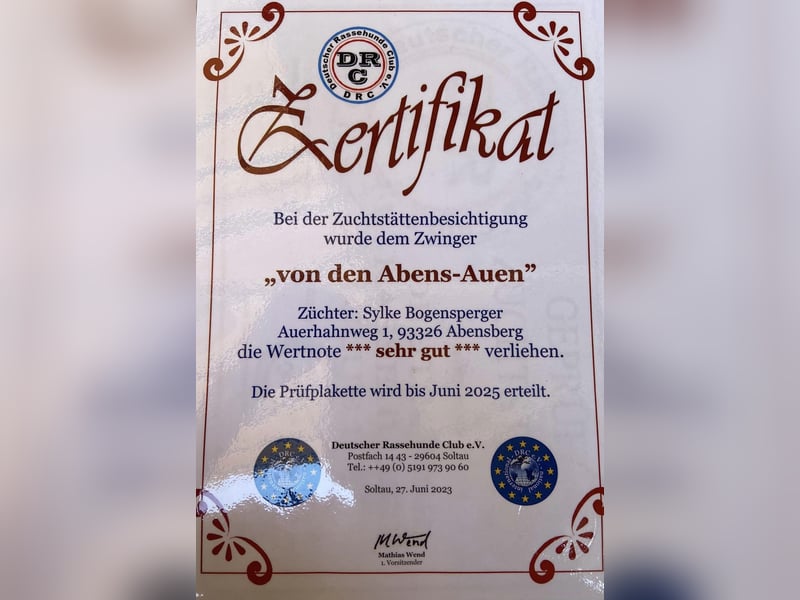 Deutscher Rassehunde Club e.V.
DRC
DRC
Zertifikat
Bei der Zuchtstättenbesichtigung
wurde dem Zwinger
„von den Abens-Auen”
Züchter: Sylke Bogensperger
Auerhahnweg 1, 93326 Abensberg
die Wertnote *** sehr gut *** verliehen.
Die Prüfplakette wird bis Juni 2025 erteilt.
Deutscher Rassehunde Club e.V.
Postfach 14 43 - 29604 Soltau
Tel.: ++49 (0) 5191 973 90 60
Soltau, 27. Juni 2023
DRC
DRC e.V.
MWend
Mathias Wend
1. Vorsitzender